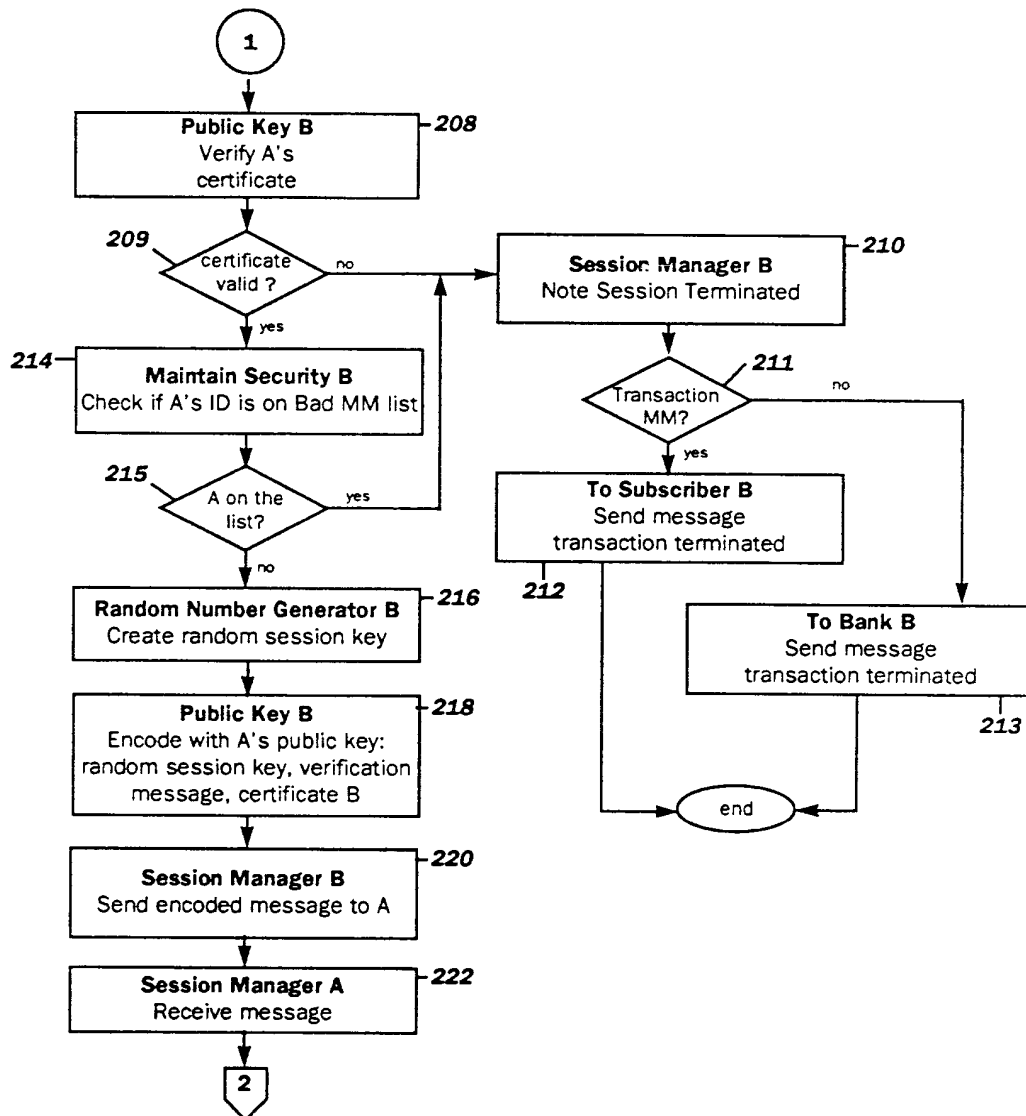 1
Public Key B
Verify A's
certificate
208
209
certificate
valid ?
no
yes
210
Session Manager B
Note Session Terminated
214
Maintain Security B
Check if A's ID is on Bad MM list
211
Transaction
MM?
no
yes
215
A on the
list?
yes
no
To Subscriber B
Send message
transaction terminated
212
Random Number Generator B
Create random session key
216
To Bank B
Send message
transaction terminated
213
Public Key B
Encode with A's public key:
random session key, verification
message, certificate B
218
end
Session Manager B
Send encoded message to A
220
Session Manager A
Receive message
222
2